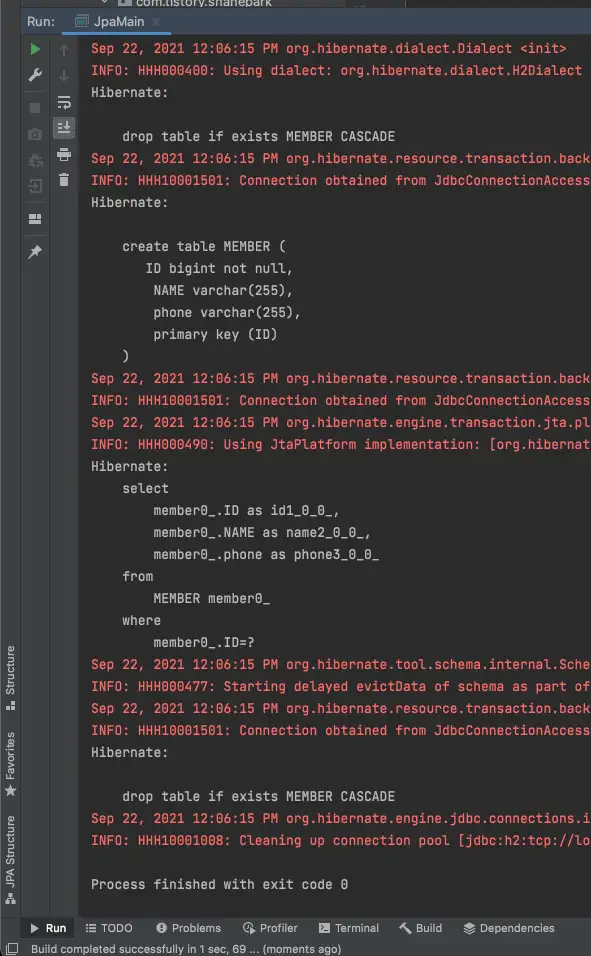 com.tistory.shanepark
Run: JpaMain
Sep 22, 2021 12:06:15 PM org.hibernate.dialect.Dialect <init>
INFO: HHH000400: Using dialect: org.hibernate.dialect.H2Dialect
Hibernate:
drop table if exists MEMBER CASCADE
Sep 22, 2021 12:06:15 PM org.hibernate.resource.transaction.back
INFO: HHH10001501: Connection obtained from JdbcConnectionAccess
Hibernate:
create table MEMBER (
ID bigint not null,
NAME varchar(255),
phone varchar(255),
primary key (ID)
)
Sep 22, 2021 12:06:15 PM org.hibernate.resource.transaction.back
INFO: HHH10001501: Connection obtained from JdbcConnectionAccess
Sep 22, 2021 12:06:15 PM org.hibernate.engine.transaction.jta.pl
INFO: HHH000490: Using JtaPlatform implementation: [org.hibernat
Hibernate:
select
member0_.ID as id1_0_0_,
member0_.NAME as name2_0_0_,
member0_.phone as phone3_0_0_
from
MEMBER member0_
where
member0_.ID=?
Sep 22, 2021 12:06:15 PM org.hibernate.tool.schema.internal.Sche
INFO: HHH000477: Starting delayed evictData of schema as part of
Sep 22, 2021 12:06:15 PM org.hibernate.resource.transaction.back
INFO: HHH10001501: Connection obtained from JdbcConnectionAccess
Hibernate:
drop table if exists MEMBER CASCADE
Sep 22, 2021 12:06:15 PM org.hibernate.engine.jdbc.connections.i
INFO: HHH10001008: Cleaning up connection pool [jdbc:h2:tcp://lo
Process finished with exit code 0
Structure
Favorites
JPA Structure
Run TODO Problems Profiler Terminal Build Dependencies
Build completed successfully in 1 sec, 69 ... (moments ago)